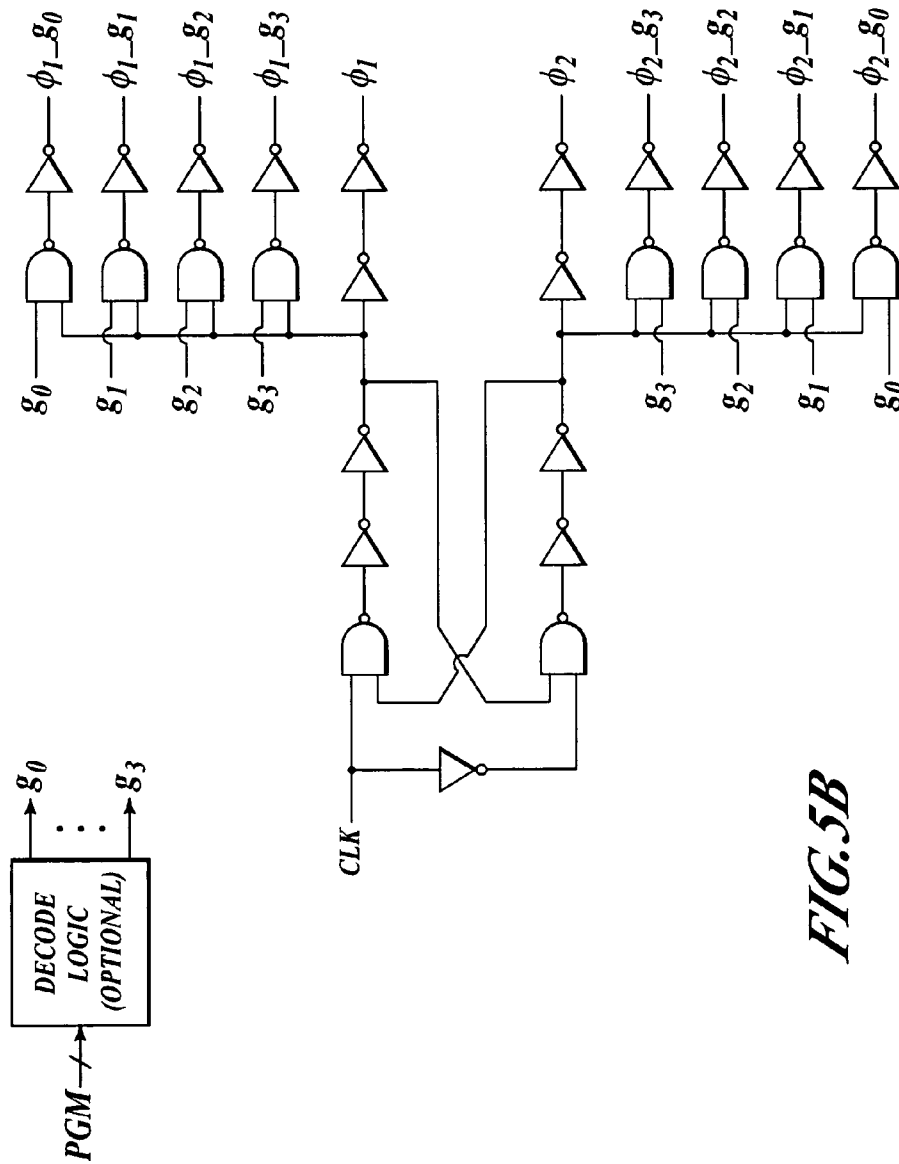 PGM
DECODE
LOGIC
(OPTIONAL)
g0
. . .
g3
CLK
g0
g1
g2
g3
ϕ1_g0
ϕ1_g1
ϕ1_g2
ϕ1_g3
ϕ1
ϕ2
ϕ2_g3
ϕ2_g2
ϕ2_g1
ϕ2_g0
g3
g2
g1
g0
FIG.5B